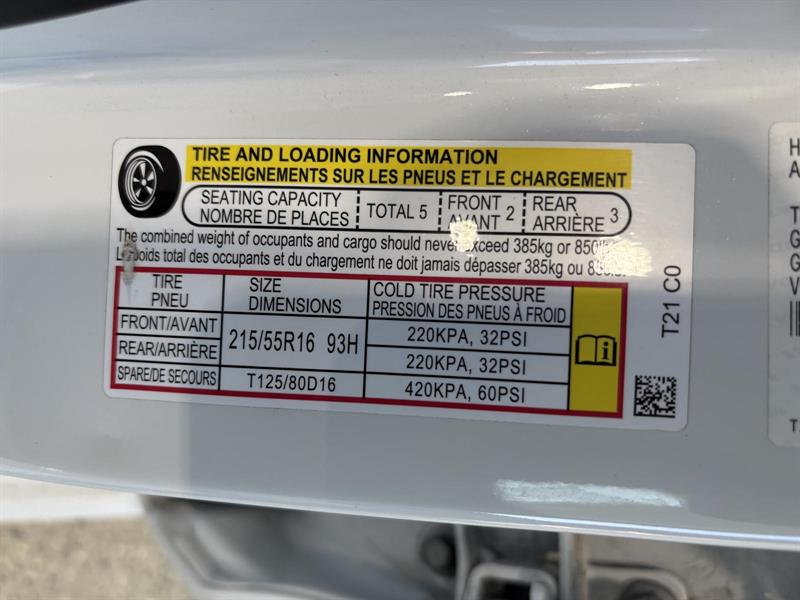 TIRE AND LOADING INFORMATION
RENSEIGNEMENTS SUR LES PNEUS ET LE CHARGEMENT
SEATING CAPACITY
NOMBRE DE PLACES
TOTAL 5
FRONT
AVANT 2
REAR
ARRIÈRE 3
The combined weight of occupants and cargo should never exceed 385kg or 850lb
Le poids total des occupants et du chargement ne doit jamais dépasser 385kg ou 850lb.
TIRE
PNEU
SIZE
DIMENSIONS
COLD TIRE PRESSURE
PRESSION DES PNEUS À FROID
FRONT/AVANT
215/55R16 93H
220KPA, 32PSI
REAR/ARRIÈRE
220KPA, 32PSI
SPARE/DE SECOURS
T125/80D16
420KPA, 60PSI
T21 C0
H
A
T
G
G
V
T